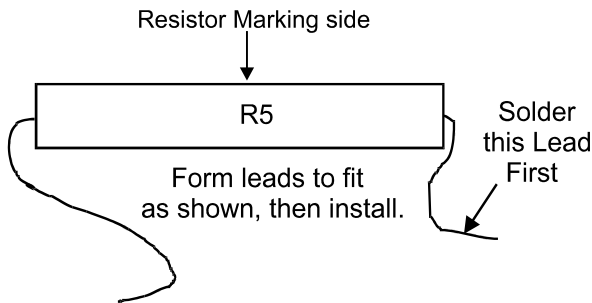 Resistor Marking side
R5
Solder
this Lead
First
Form leads to fit
as shown, then install.